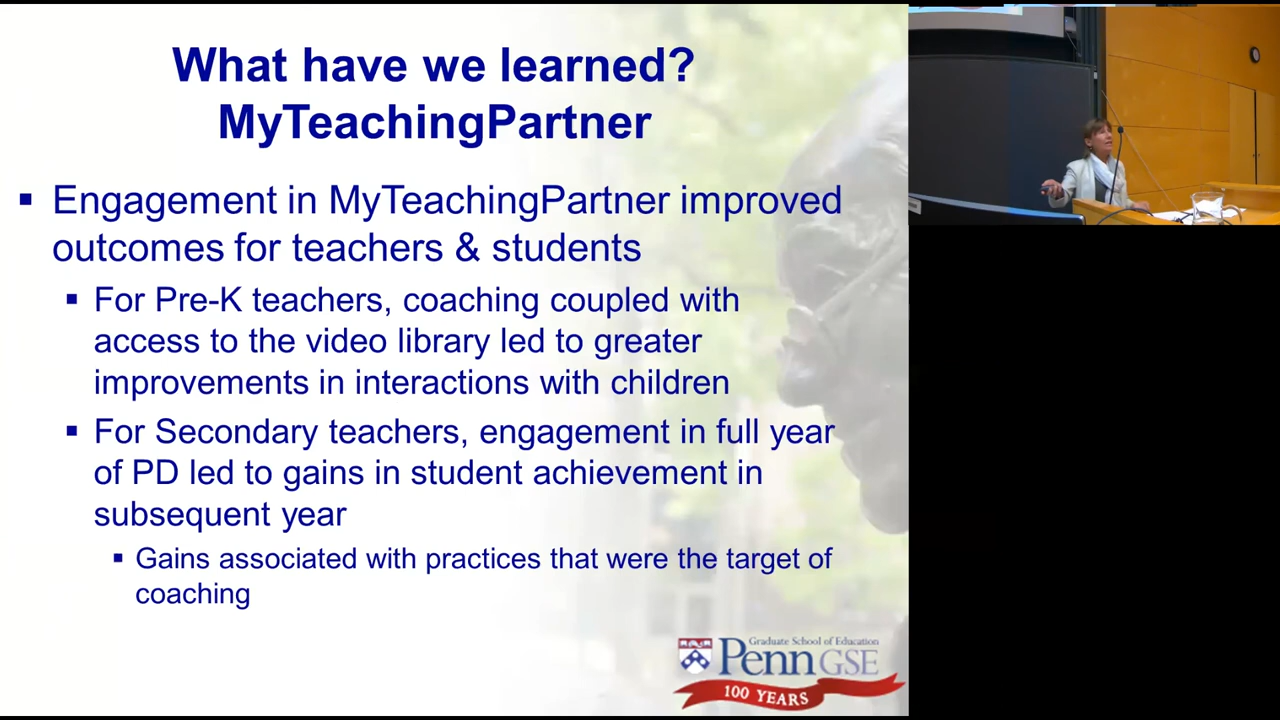 What have we learned?
MyTeachingPartner
▪ Engagement in MyTeachingPartner improved
outcomes for teachers & students
▪ For Pre-K teachers, coaching coupled with
access to the video library led to greater
improvements in interactions with children
▪ For Secondary teachers, engagement in full year
of PD led to gains in student achievement in
subsequent year
▪ Gains associated with practices that were the target of
coaching
Graduate School of Education
Penn GSE
100 YEARS